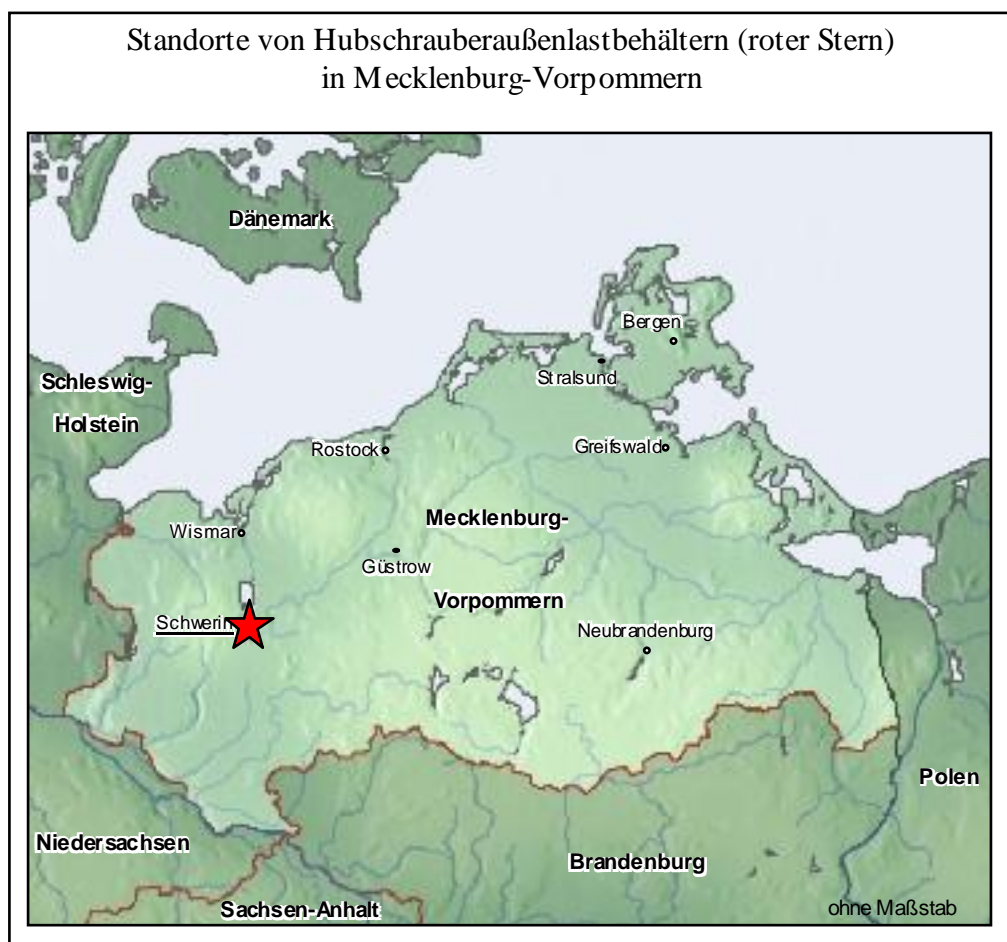 Standorte von Hubschrauberaußenlastbehältern (roter Stern)
in Mecklenburg-Vorpommern
Dänemark
Bergen
Stralsund
Schleswig-
Holstein
Rostock
Greifswald
Mecklenburg-
Wismar
Güstrow
Vorpommern
Schwerin
Neubrandenburg
Polen
Niedersachsen
Brandenburg
Sachsen-Anhalt
ohne Maßstab